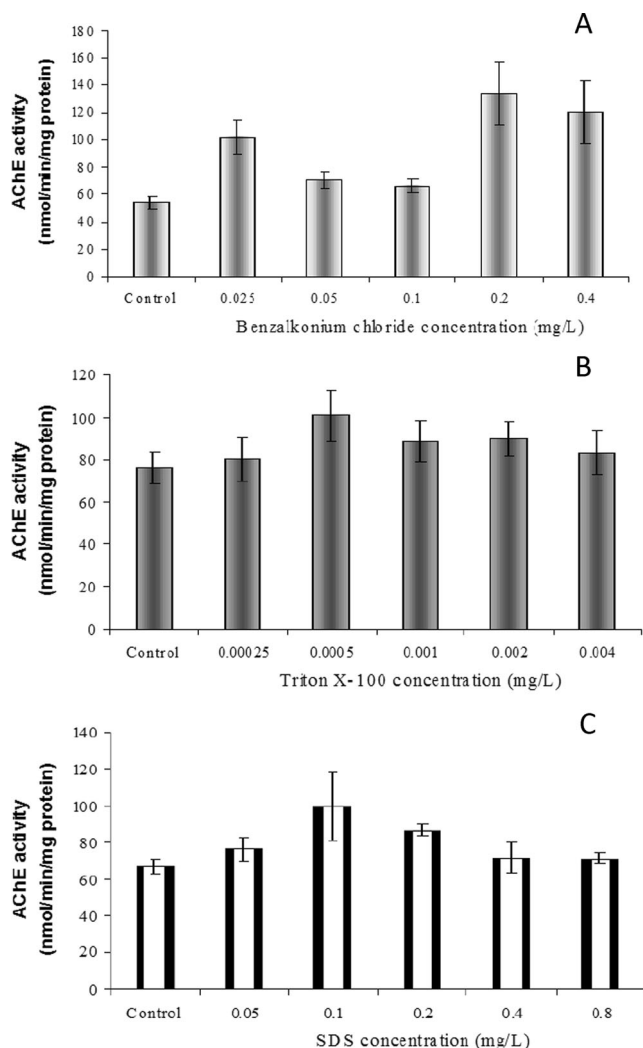 A
AChE activity
(nmol/min/mg protein)
180
160
140
120
100
80
60
40
20
0
Control 0.025 0.05 0.1 0.2 0.4
Benzalkonium chloride concentration (mg/L)
B
AChE activity
(nmol/min/mg protein)
120
100
80
60
40
20
0
Control 0.00025 0.0005 0.001 0.002 0.004
Triton X-100 concentration (mg/L)
C
AChE activity
(nmol/min/mg protein)
140
120
100
80
60
40
20
0
Control 0.05 0.1 0.2 0.4 0.8
SDS concentration (mg/L)